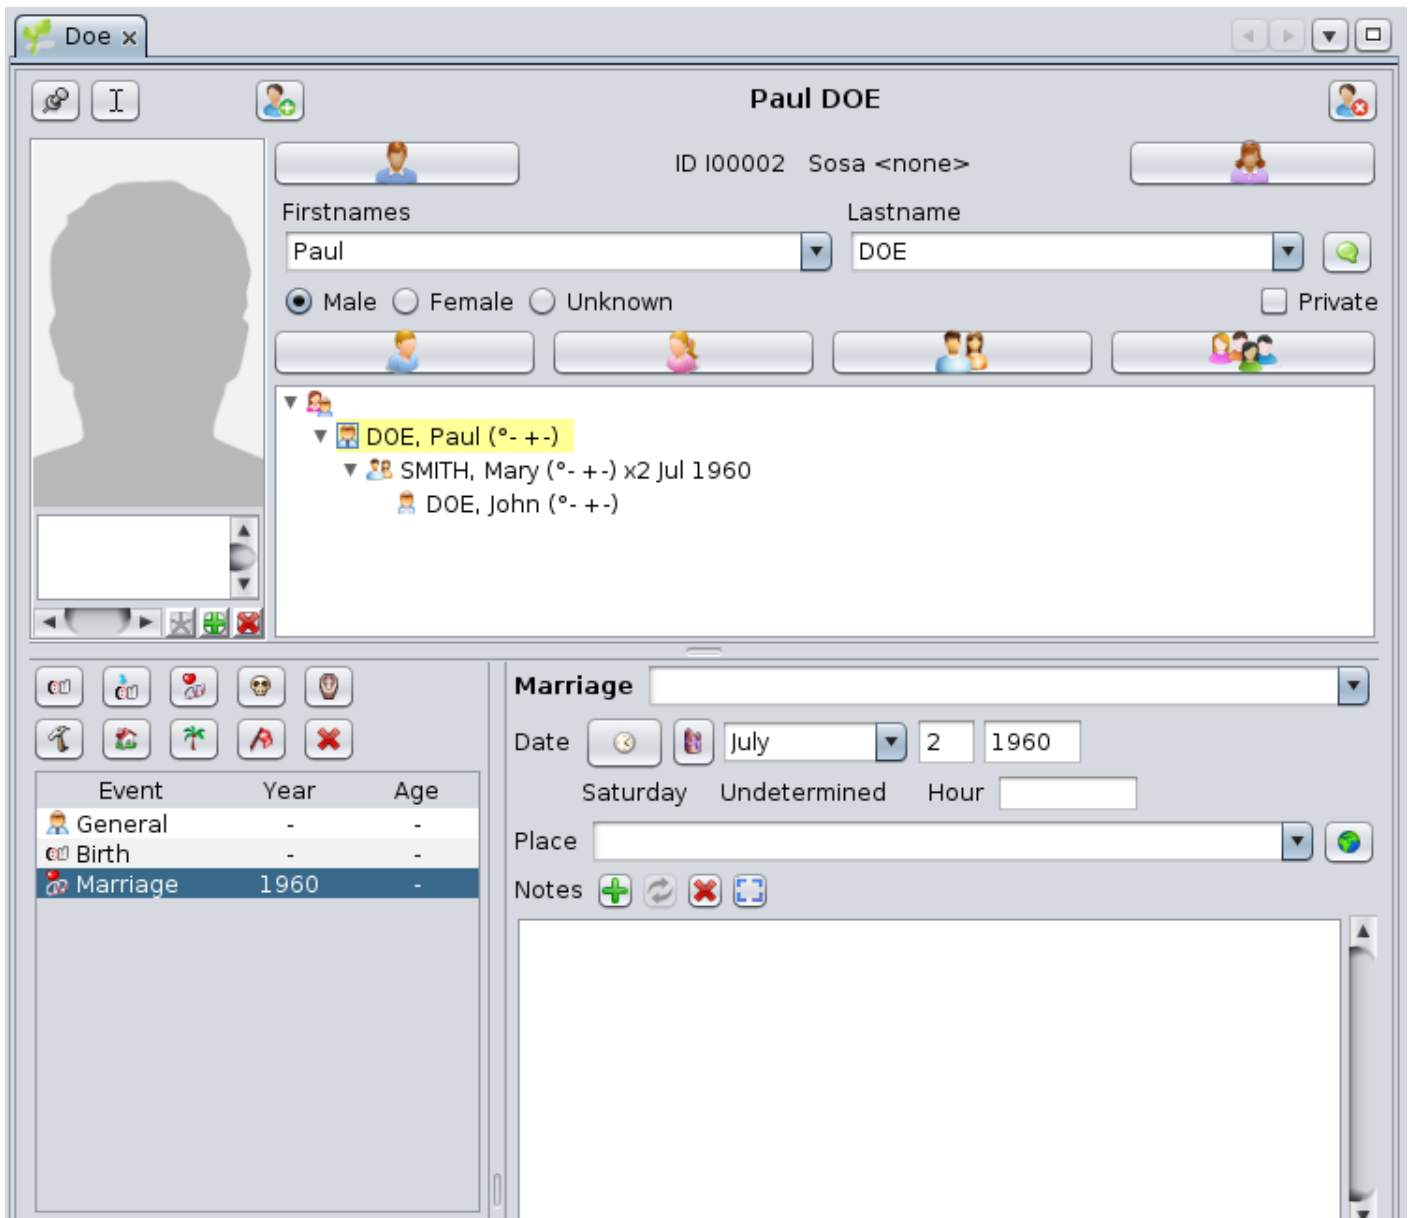 Doe x
Paul DOE
ID I00002 Sosa <none>
Firstnames Lastname
Paul DOE
Male Female Unknown Private
DOE, Paul (°- +-)
SMITH, Mary (°- +-) x2 Jul 1960
DOE, John (°- +-)
Marriage
Date July 2 1960
Saturday Undetermined Hour
Place
Notes
Event Year Age
General - -
Birth - -
Marriage 1960 -